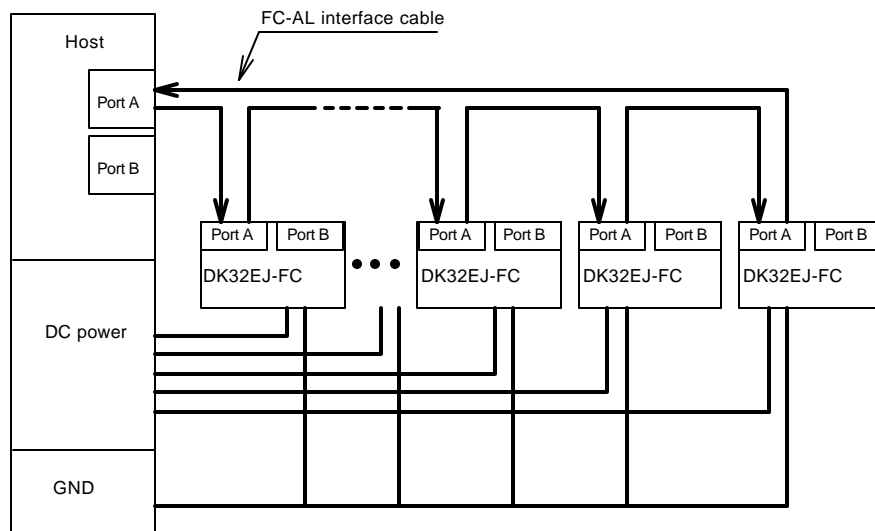 FC-AL interface cable
Host
Port A
Port B
Port A Port B Port A Port B Port A Port B Port A Port B
DK32EJ-FC DK32EJ-FC DK32EJ-FC DK32EJ-FC
DC power
GND